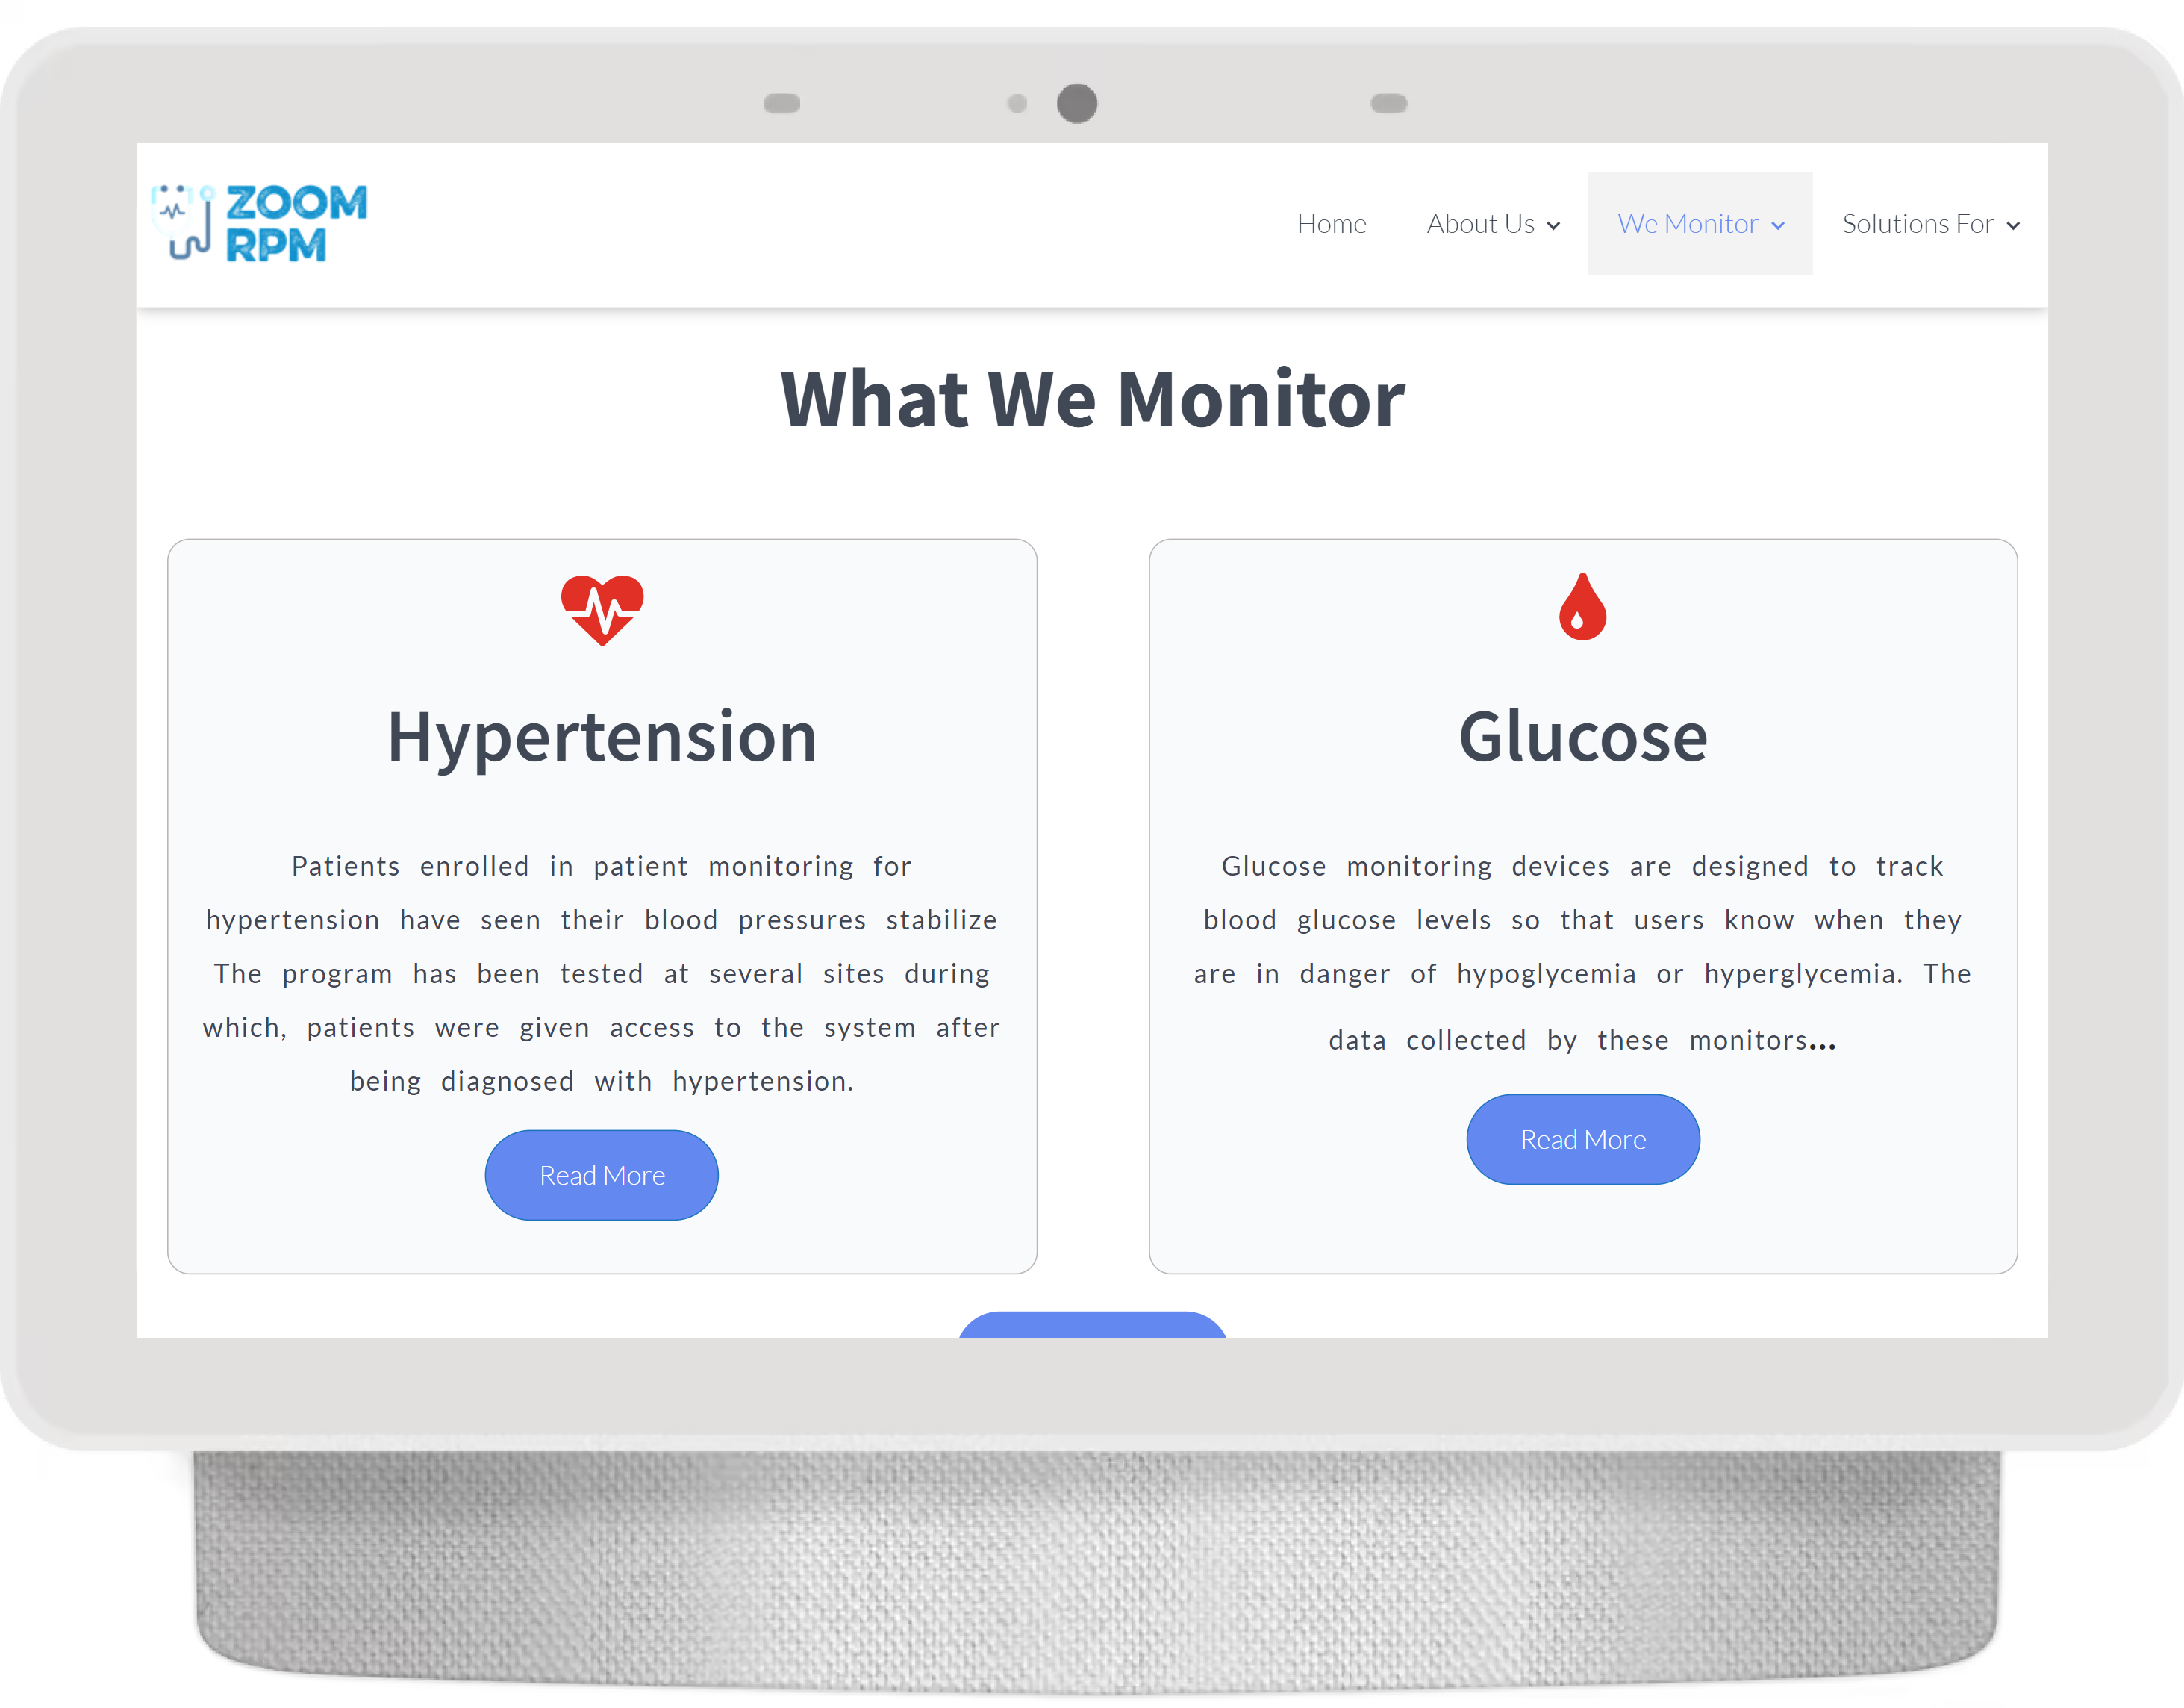 ZOOM
RPM
Home About Us We Monitor Solutions For
What We Monitor
Hypertension
Patients enrolled in patient monitoring for
hypertension have seen their blood pressures stabilize
The program has been tested at several sites during
which, patients were given access to the system after
being diagnosed with hypertension.
Read More
Glucose
Glucose monitoring devices are designed to track
blood glucose levels so that users know when they
are in danger of hypoglycemia or hyperglycemia. The
data collected by these monitors...
Read More